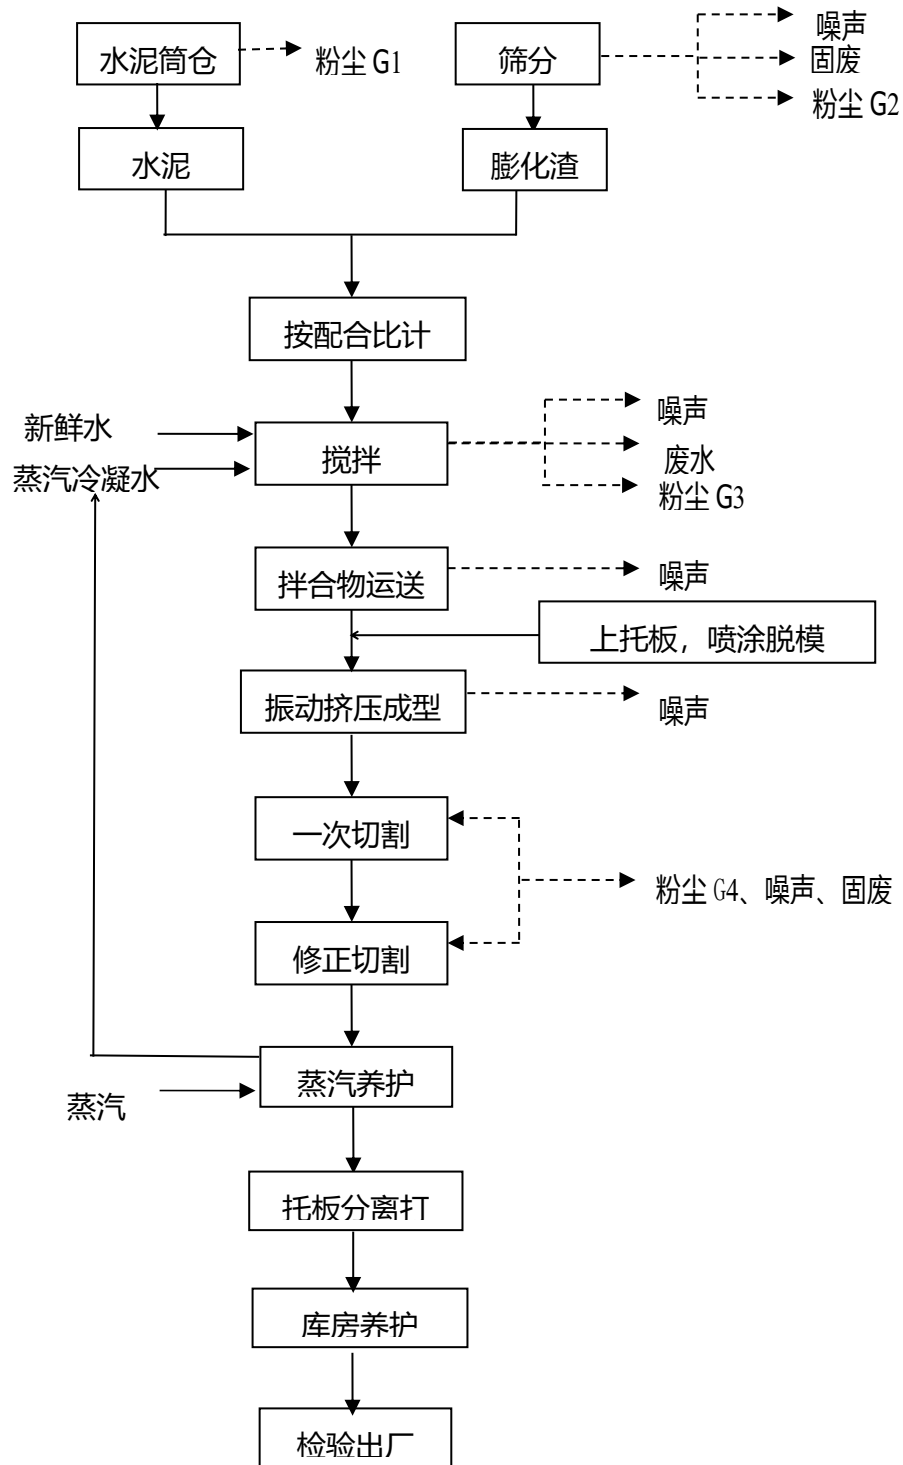 水泥筒仓
粉尘 G1
筛分
噪声
固废
粉尘 G2
水泥
膨化渣
按配合比计
新鲜水
蒸汽冷凝水
搅拌
噪声
废水
粉尘 G3
拌合物运送
噪声
上托板，喷涂脱模
振动挤压成型
噪声
一次切割
粉尘 G4、噪声、固废
修正切割
蒸汽养护
蒸汽
托板分离打
库房养护
检验出厂